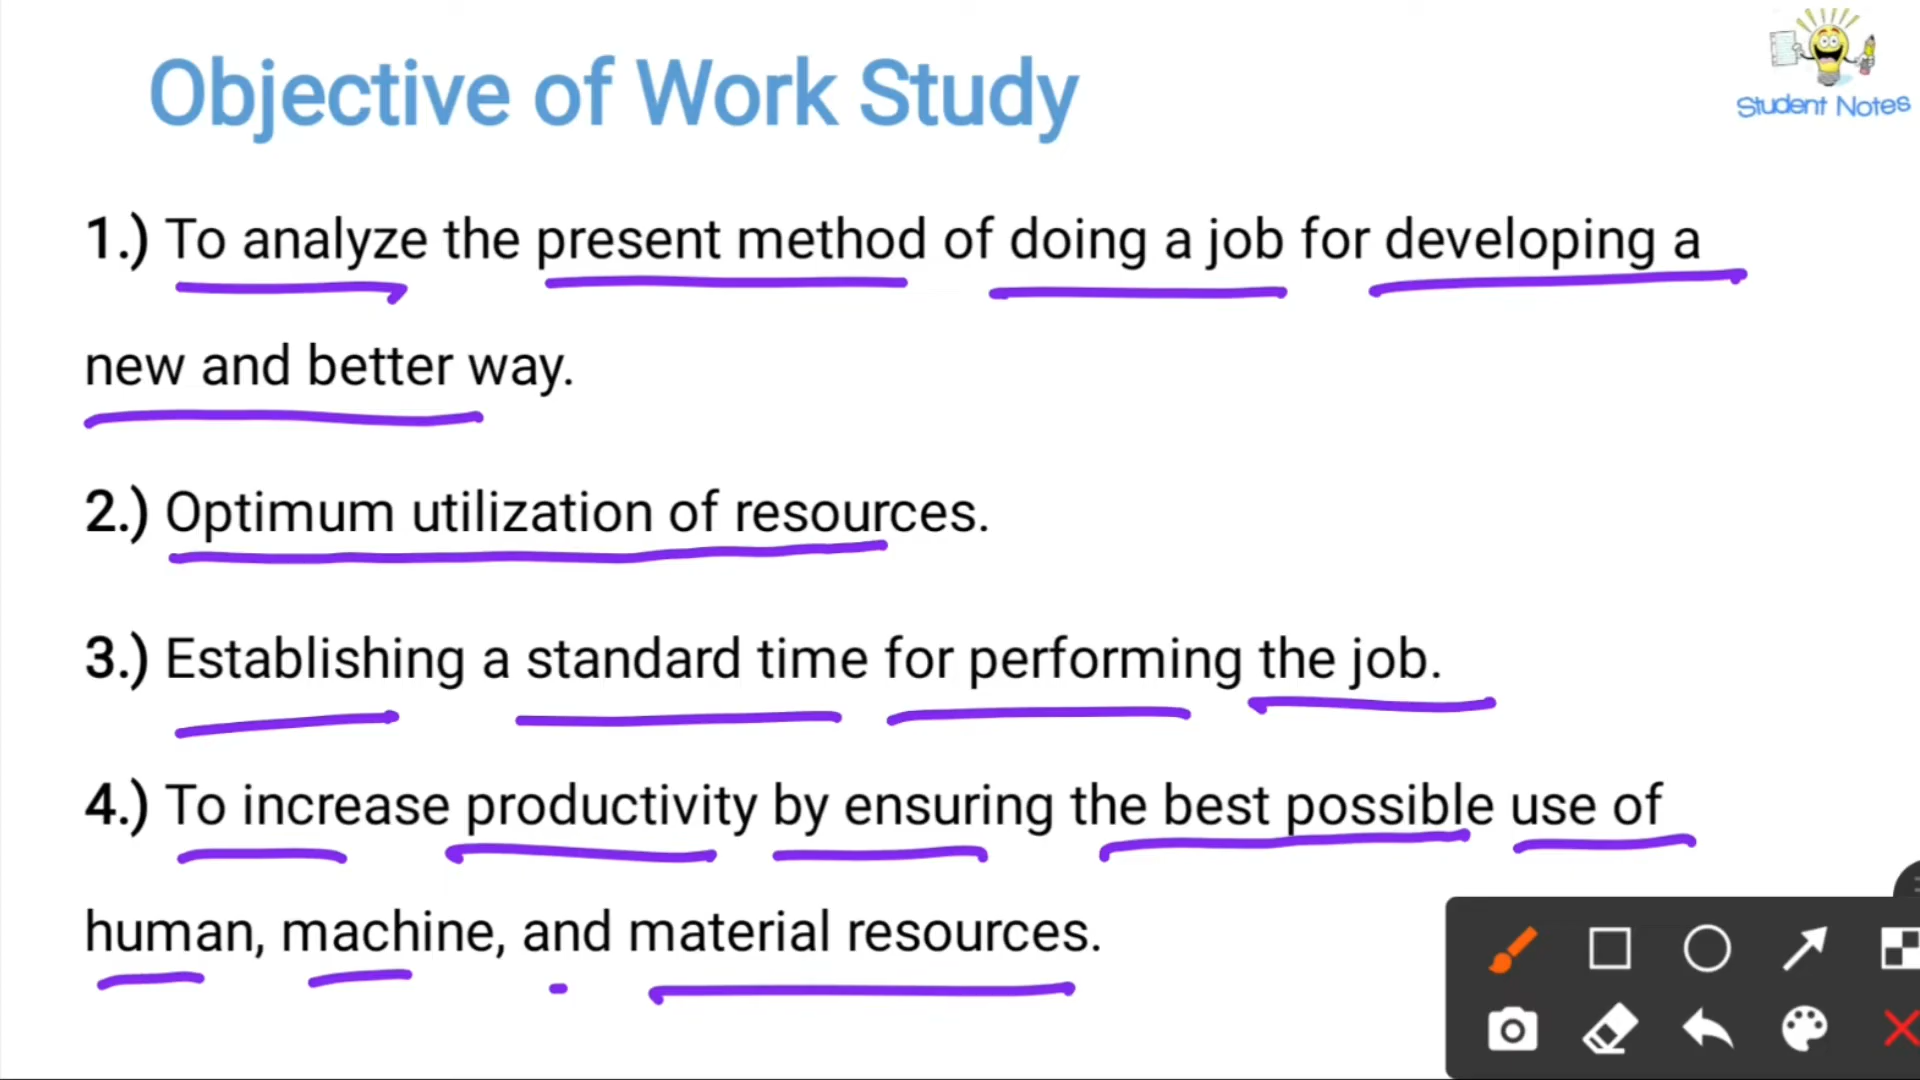 Objective of Work Study
Student Notes
1.) To analyze the present method of doing a job for developing a
new and better way.
2.) Optimum utilization of resources.
3.) Establishing a standard time for performing the job.
4.) To increase productivity by ensuring the best possible use of
human, machine, and material resources.